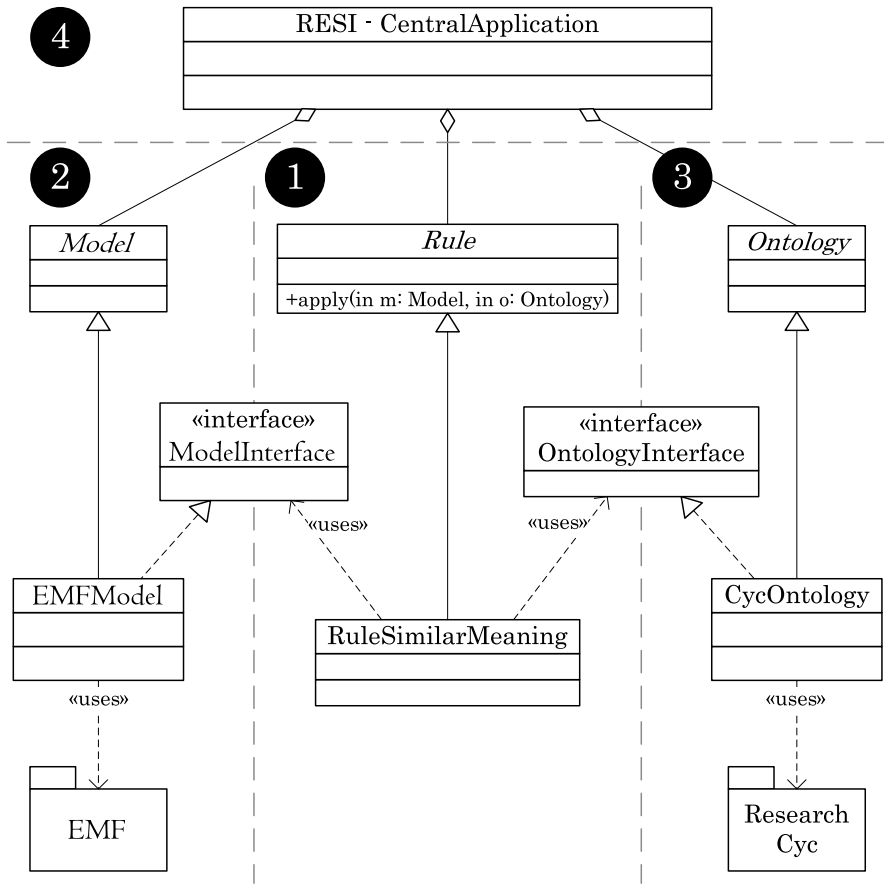 4
RESI - CentralApplication
2
1
3
Model
Rule
Ontology
+apply(in m: Model, in o: Ontology)
«interface»
ModelInterface
«interface»
OntologyInterface
«uses»
«uses»
EMFModel
CycOntology
RuleSimilarMeaning
«uses»
«uses»
EMF
Research
Cyc